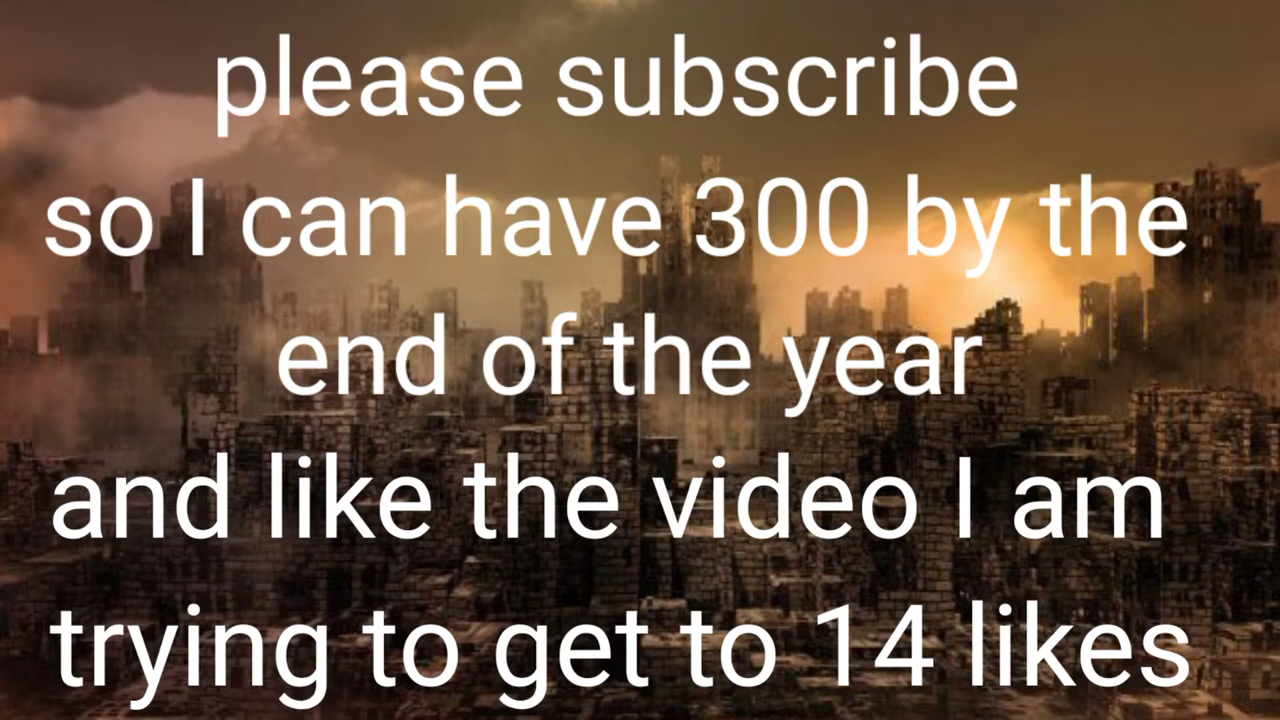 please subscribe
so I can have 300 by the
end of the year
and like the video I am
trying to get to 14 likes